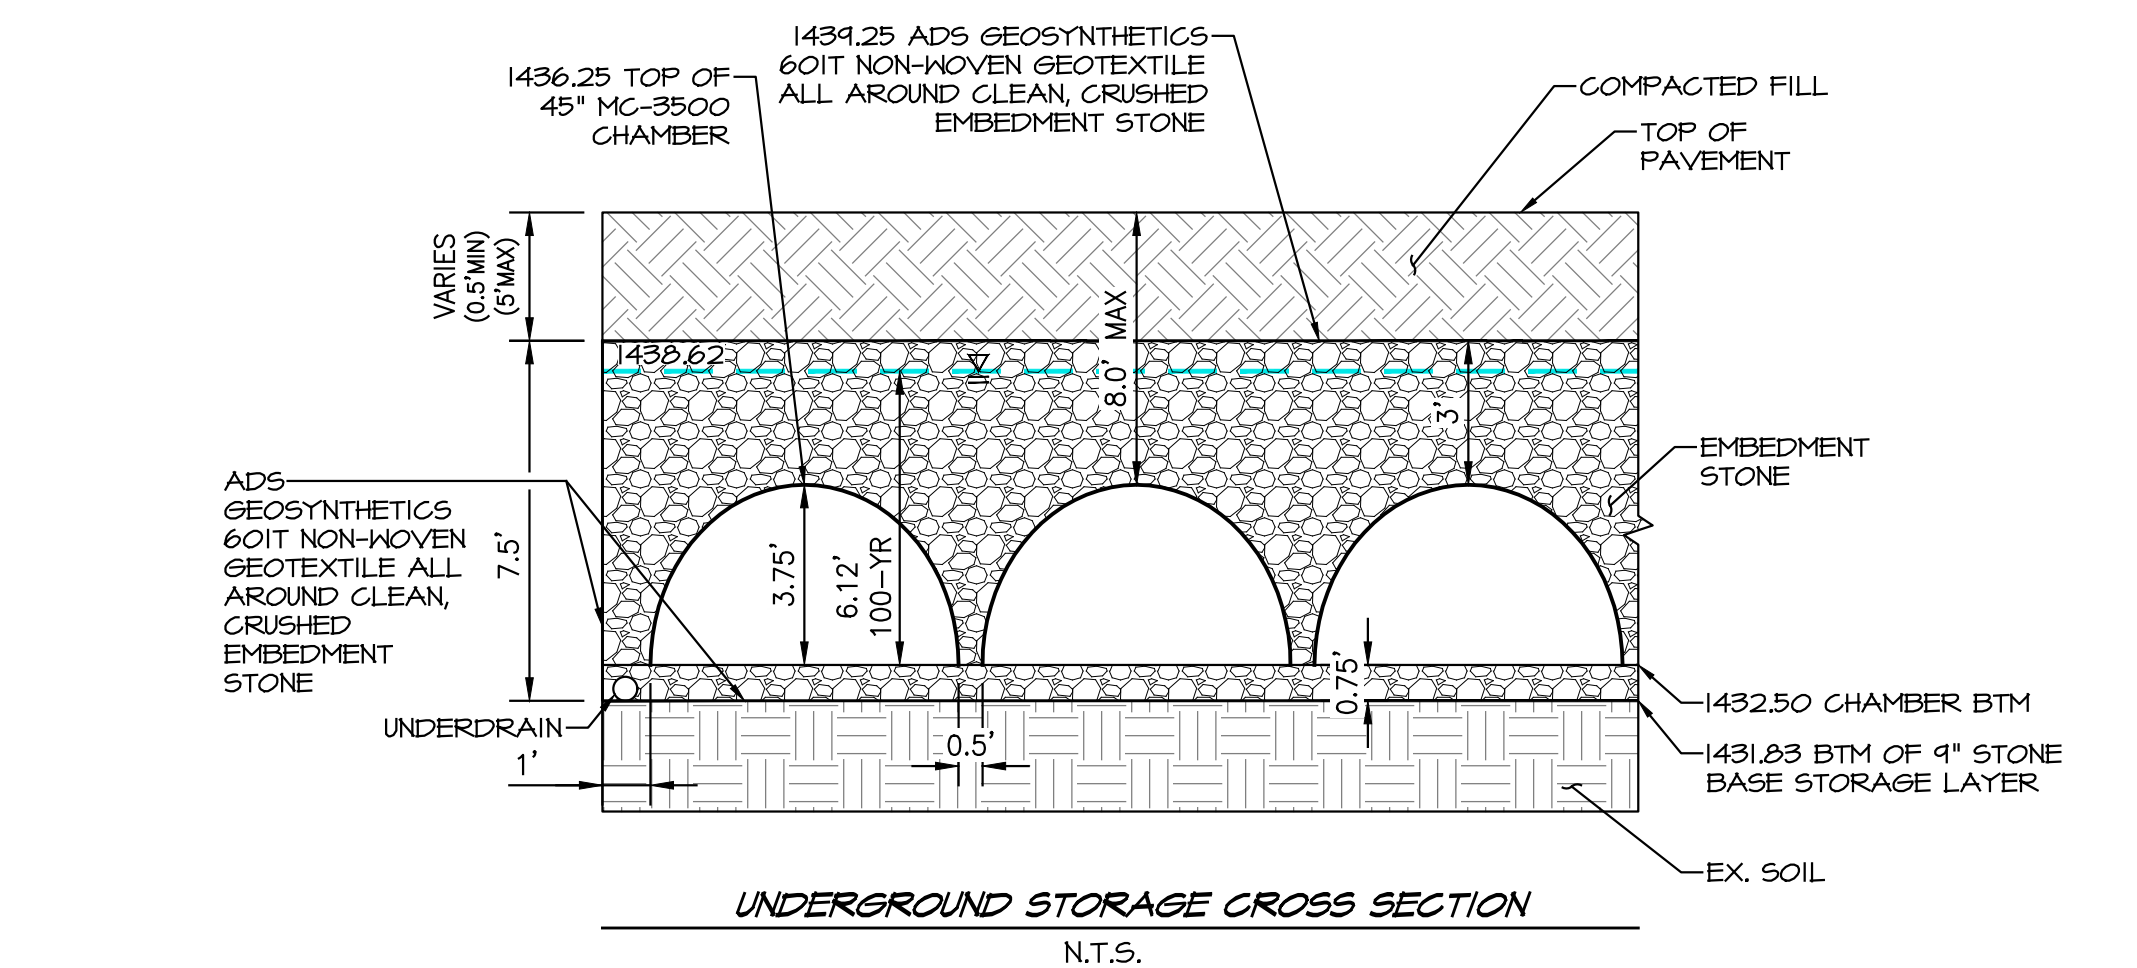 1439.25 ADS GEOSYNTHETICS
601T NON-WOVEN GEOTEXTILE
ALL AROUND CLEAN, CRUSHED
EMBEDMENT STONE
1436.25 TOP OF
45" MC-3500
CHAMBER
COMPACTED FILL
TOP OF
PAVEMENT
VARIES
(0.5'MIN)
(5'MAX)
1438.62
8.0' MAX
3'
EMBEDMENT
STONE
ADS
GEOSYNTHETICS
601T NON-WOVEN
GEOTEXTILE ALL
AROUND CLEAN,
CRUSHED
EMBEDMENT
STONE
7.5'
3.75'
6.12'
100-YR
0.75'
UNDERDRAIN
1'
0.5'
1432.50 CHAMBER BTM
1431.83 BTM OF 9" STONE
BASE STORAGE LAYER
EX. SOIL
UNDERGROUND STORAGE CROSS SECTION
N.T.S.